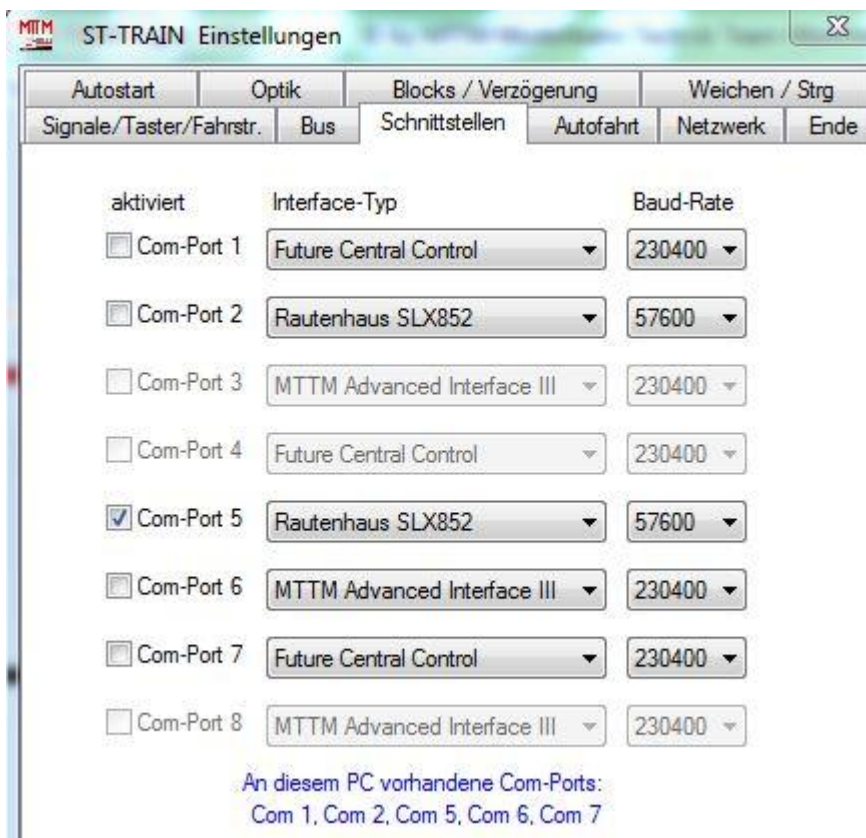 MTTM
ST-TRAIN Einstellungen
Autostart Optik Blocks / Verzögerung Weichen / Strg
Signale/Taster/Fahrstr. Bus Schnittstellen Autofahrt Netzwerk Ende
aktiviert Interface-Typ Baud-Rate
Com-Port 1 Future Central Control 230400
Com-Port 2 Rautenhaus SLX852 57600
Com-Port 3 MTTM Advanced Interface III 230400
Com-Port 4 Future Central Control 230400
Com-Port 5 Rautenhaus SLX852 57600
Com-Port 6 MTTM Advanced Interface III 230400
Com-Port 7 Future Central Control 230400
Com-Port 8 MTTM Advanced Interface III 230400
An diesem PC vorhandene Com-Ports:
Com 1, Com 2, Com 5, Com 6, Com 7